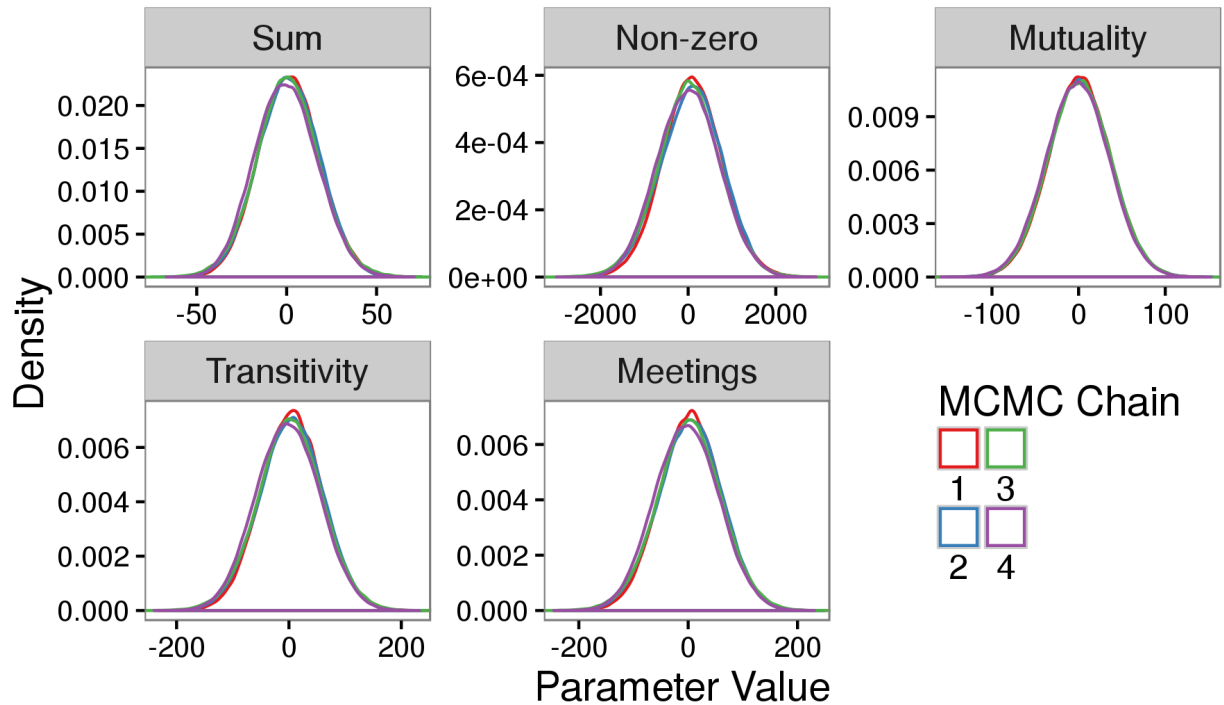 Sum
Non-zero
Mutuality
0.020
0.015
0.010
0.005
0.000
-50 0 50
6e-04
4e-04
2e-04
0e+00
-2000 0 2000
0.009
0.006
0.003
0.000
-100 0 100
Density
Transitivity
Meetings
0.006
0.004
0.002
0.000
-200 0 200
0.006
0.004
0.002
0.000
-200 0 200
Parameter Value
MCMC Chain
1 3
2 4